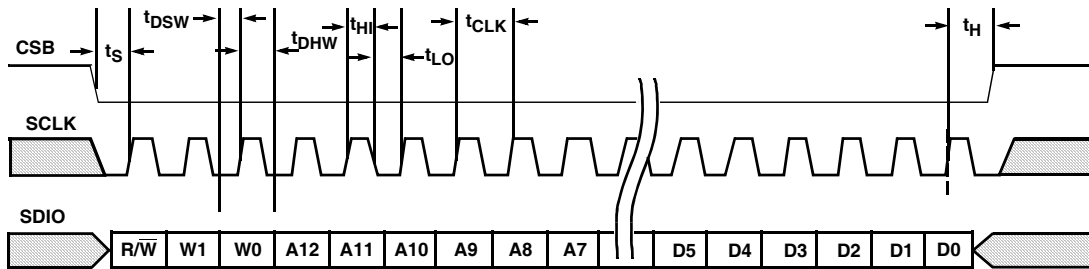 tDSW
tDHW
tHI
tCLK
tH
CSB
tS
tLO
SCLK
SDIO
R/W̅ W1 W0 A12 A11 A10 A9 A8 A7 D5 D4 D3 D2 D1 D0